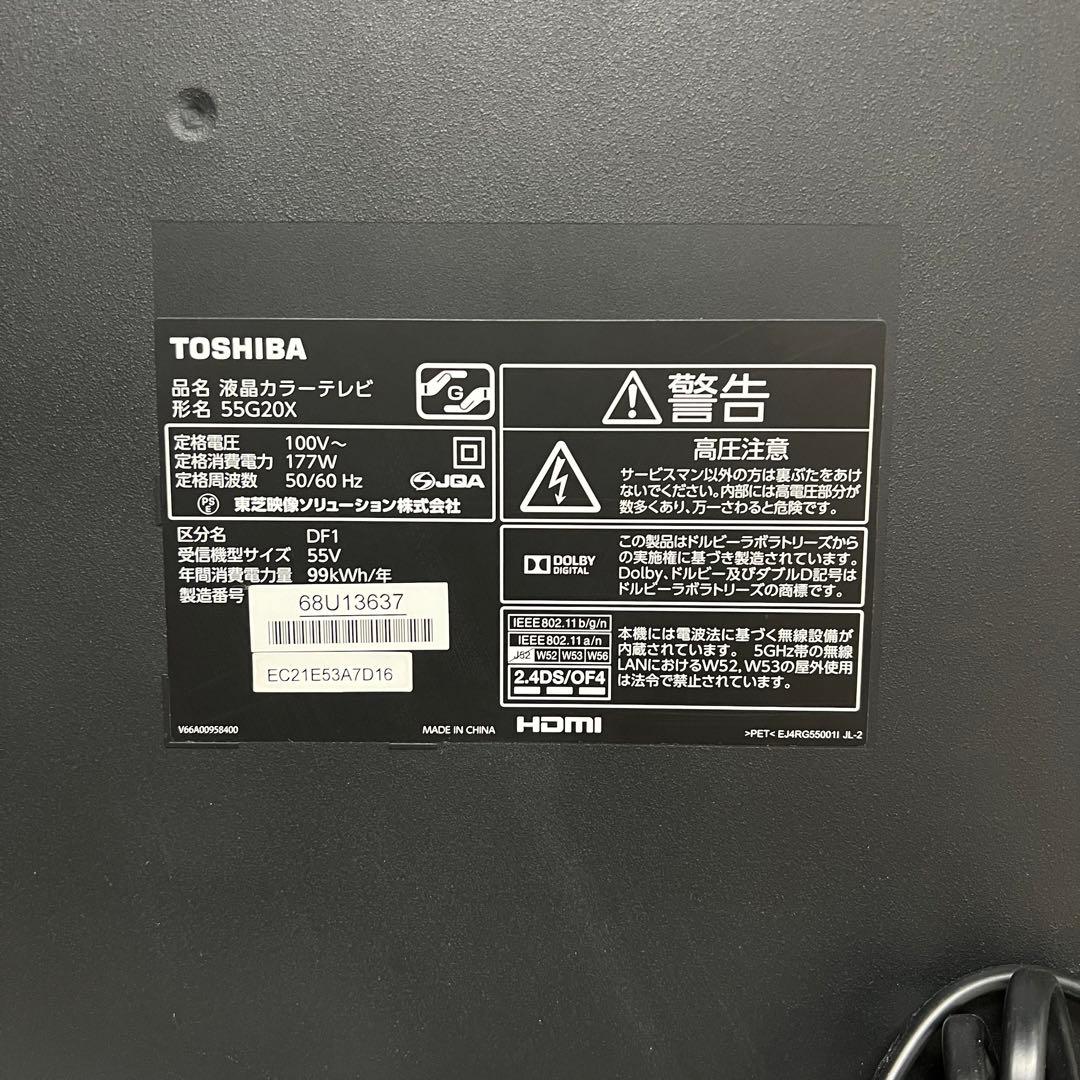 TOSHIBA
品名 液晶カラーテレビ
形名 55G20X
G
定格電圧 100V～
定格消費電力 177W
定格周波数 50/60 Hz
JQA
PS
E
東芝映像ソリューション株式会社
区分名 DF1
受信機型サイズ 55V
年間消費電力量 99kWh/年
製造番号
68U13637
EC21E53A7D16
V66A00958400
MADE IN CHINA
警告
高圧注意
サービスマン以外の方は裏ぶたをあけ
ないでください。内部には高電圧部分が
数多くあり、万一さわると危険です。
DOLBY
DIGITAL
この製品はドルビーラボラトリーズから
の実施権に基づき製造されています。
Dolby、ドルビー及びダブルD記号は
ドルビーラボラトリーズの商標です。
IEEE802.11b/g/n
IEEE802.11a/n
J52 W52 W53 W56
2.4DS/OF4
本機には電波法に基づく無線設備が
内蔵されています。 5GHz帯の無線
LANにおけるW52、W53の屋外使用
は法令で禁止されています。
HDMI
>PET< EJ4RG55001I JL-2